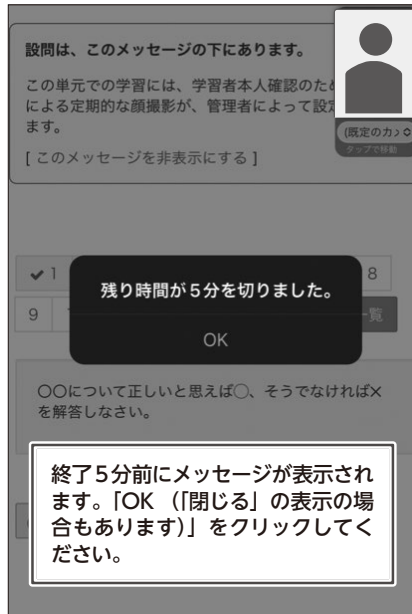 設問は、このメッセージの下にあります。
この単元での学習には、学習者本人確認のため
による定期的な顔撮影が、管理者によって設定
ます。
[ このメッセージを非表示にする ]
(既定のカメ
タップで移動
✔ 1
8
9
覧
残り時間が5分を切りました。
OK
〇〇について正しいと思えば◯、そうでなければ×
を解答しなさい。
終了5分前にメッセージが表示され
ます。「OK （「閉じる」の表示の場
合もあります）」をクリックしてく
ださい。